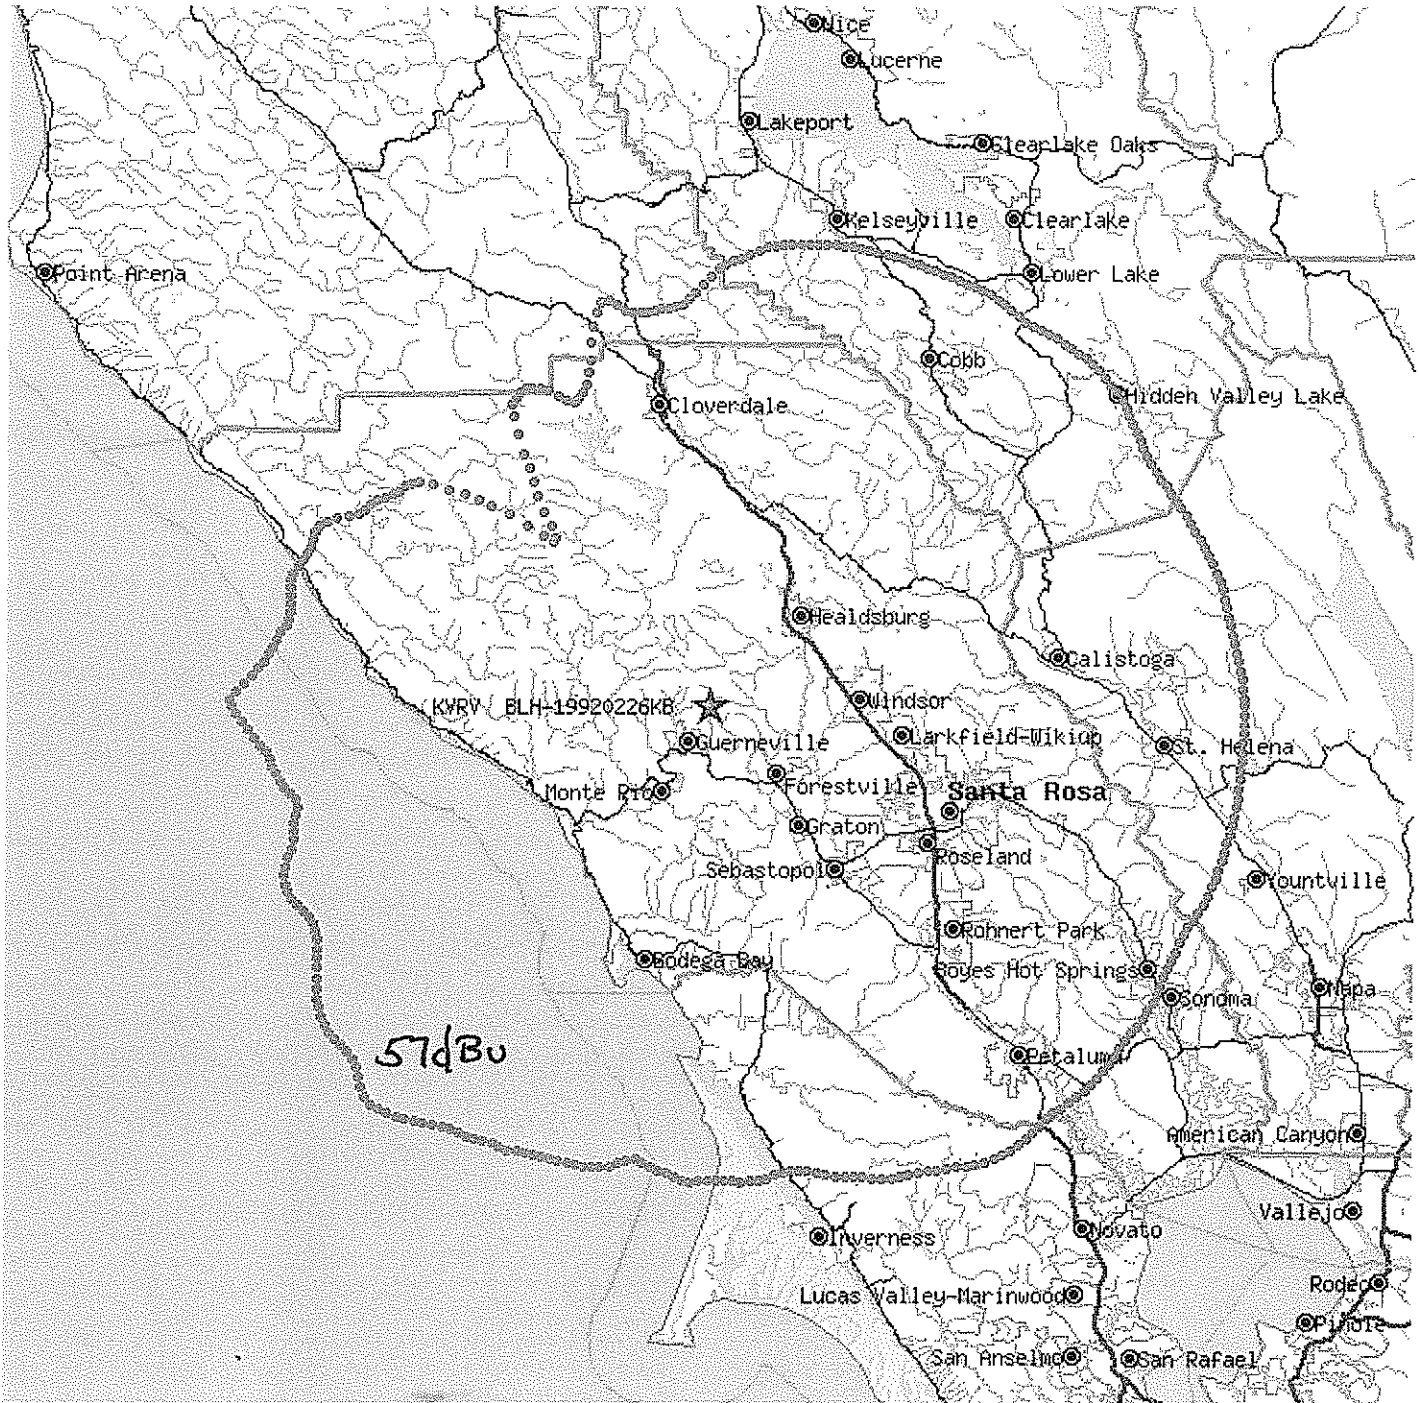 Nice
Lucerne
Lakeport
Clearlake Oaks
Kelseyville
Clearlake
Point Arena
Lower Lake
Cobb
Hidden Valley Lake
Cloverdale
Healdsburg
Calistoga
KVRV BLH-19920226KB
Windsor
Guerneville
Larkfield-Wikiup
St. Helena
Forestville
Monte Rio
Santa Rosa
Graton
Roseland
Sebastopol
Yountville
Rohnert Park
Bodega Bay
Boyes Hot Springs
Napa
Sonoma
57dBu
Petaluma
American Canyon
Vallejo
Novato
Inverness
Rodeo
Lucas Valley-Marinwood
Pinole
San Anselmo
San Rafael